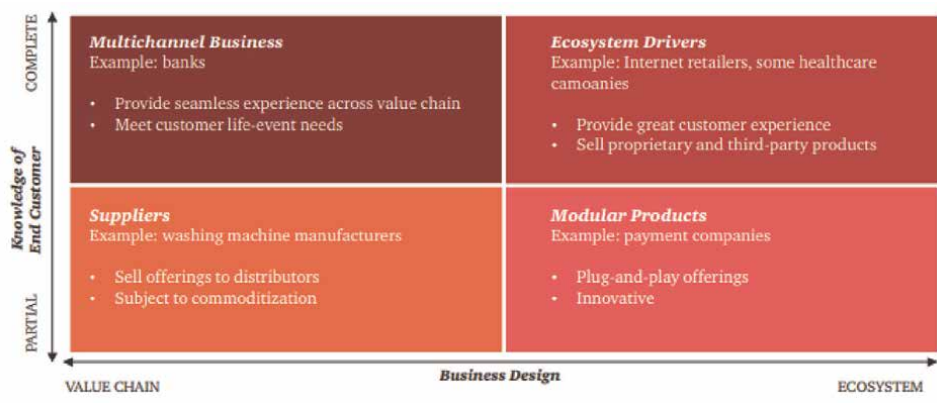 COMPLETE
Knowledge of
End Customer
PARTIAL
Multichannel Business
Example: banks
• Provide seamless experience across value chain
• Meet customer life-event needs
Ecosystem Drivers
Example: Internet retailers, some healthcare
camoanies
• Provide great customer experience
• Sell proprietary and third-party products
Suppliers
Example: washing machine manufacturers
• Sell offerings to distributors
• Subject to commoditization
Modular Products
Example: payment companies
• Plug-and-play offerings
• Innovative
VALUE CHAIN
Business Design
ECOSYSTEM